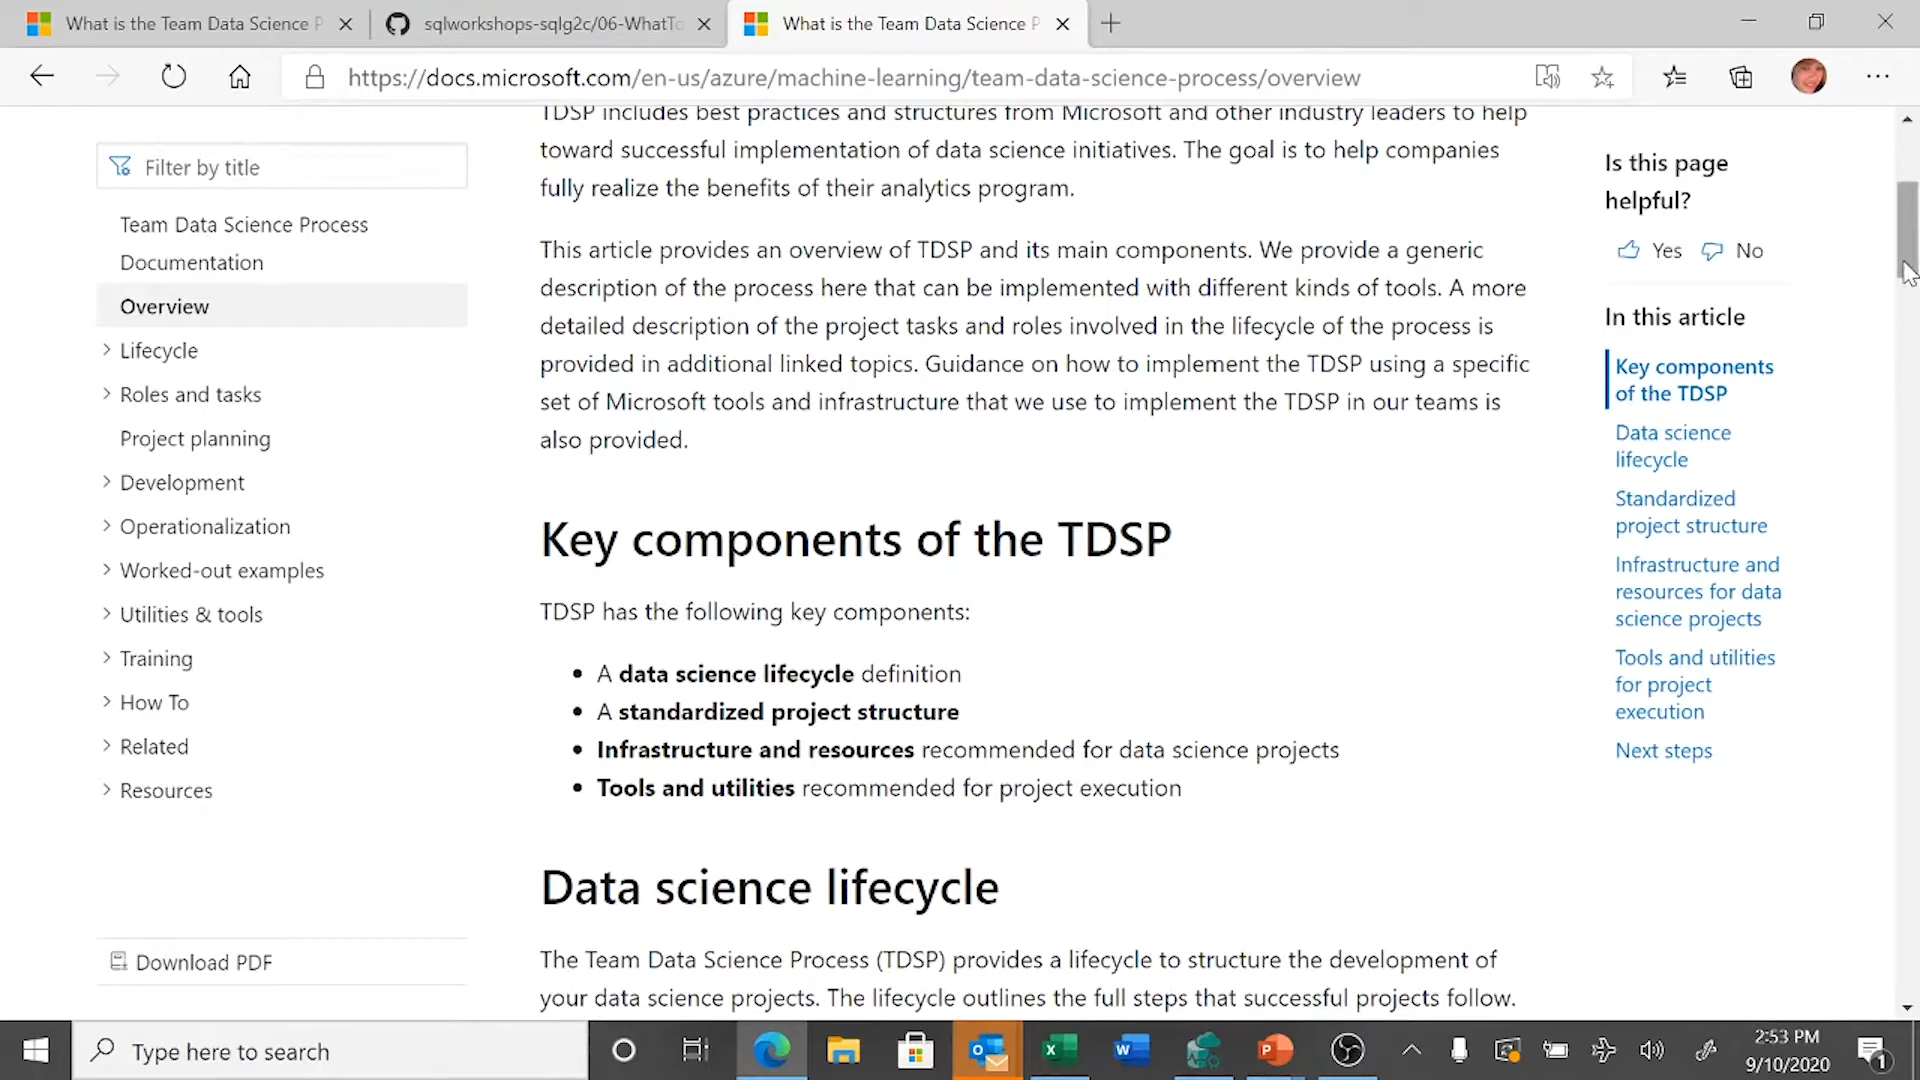 What is the Team Data Science P
sqlworkshops-sqlg2c/06-WhatTo
What is the Team Data Science P
https://docs.microsoft.com/en-us/azure/machine-learning/team-data-science-process/overview
Filter by title
Team Data Science Process
Documentation
Overview
Lifecycle
Roles and tasks
Project planning
Development
Operationalization
Worked-out examples
Utilities & tools
Training
How To
Related
Resources
Download PDF
TDSP includes best practices and structures from Microsoft and other industry leaders to help
toward successful implementation of data science initiatives. The goal is to help companies
fully realize the benefits of their analytics program.
This article provides an overview of TDSP and its main components. We provide a generic
description of the process here that can be implemented with different kinds of tools. A more
detailed description of the project tasks and roles involved in the lifecycle of the process is
provided in additional linked topics. Guidance on how to implement the TDSP using a specific
set of Microsoft tools and infrastructure that we use to implement the TDSP in our teams is
also provided.
Key components of the TDSP
TDSP has the following key components:
• A data science lifecycle definition
• A standardized project structure
• Infrastructure and resources recommended for data science projects
• Tools and utilities recommended for project execution
Data science lifecycle
The Team Data Science Process (TDSP) provides a lifecycle to structure the development of
your data science projects. The lifecycle outlines the full steps that successful projects follow.
Is this page
helpful?
Yes No
In this article
Key components
of the TDSP
Data science
lifecycle
Standardized
project structure
Infrastructure and
resources for data
science projects
Tools and utilities
for project
execution
Next steps
Type here to search
2:53 PM
9/10/2020
1